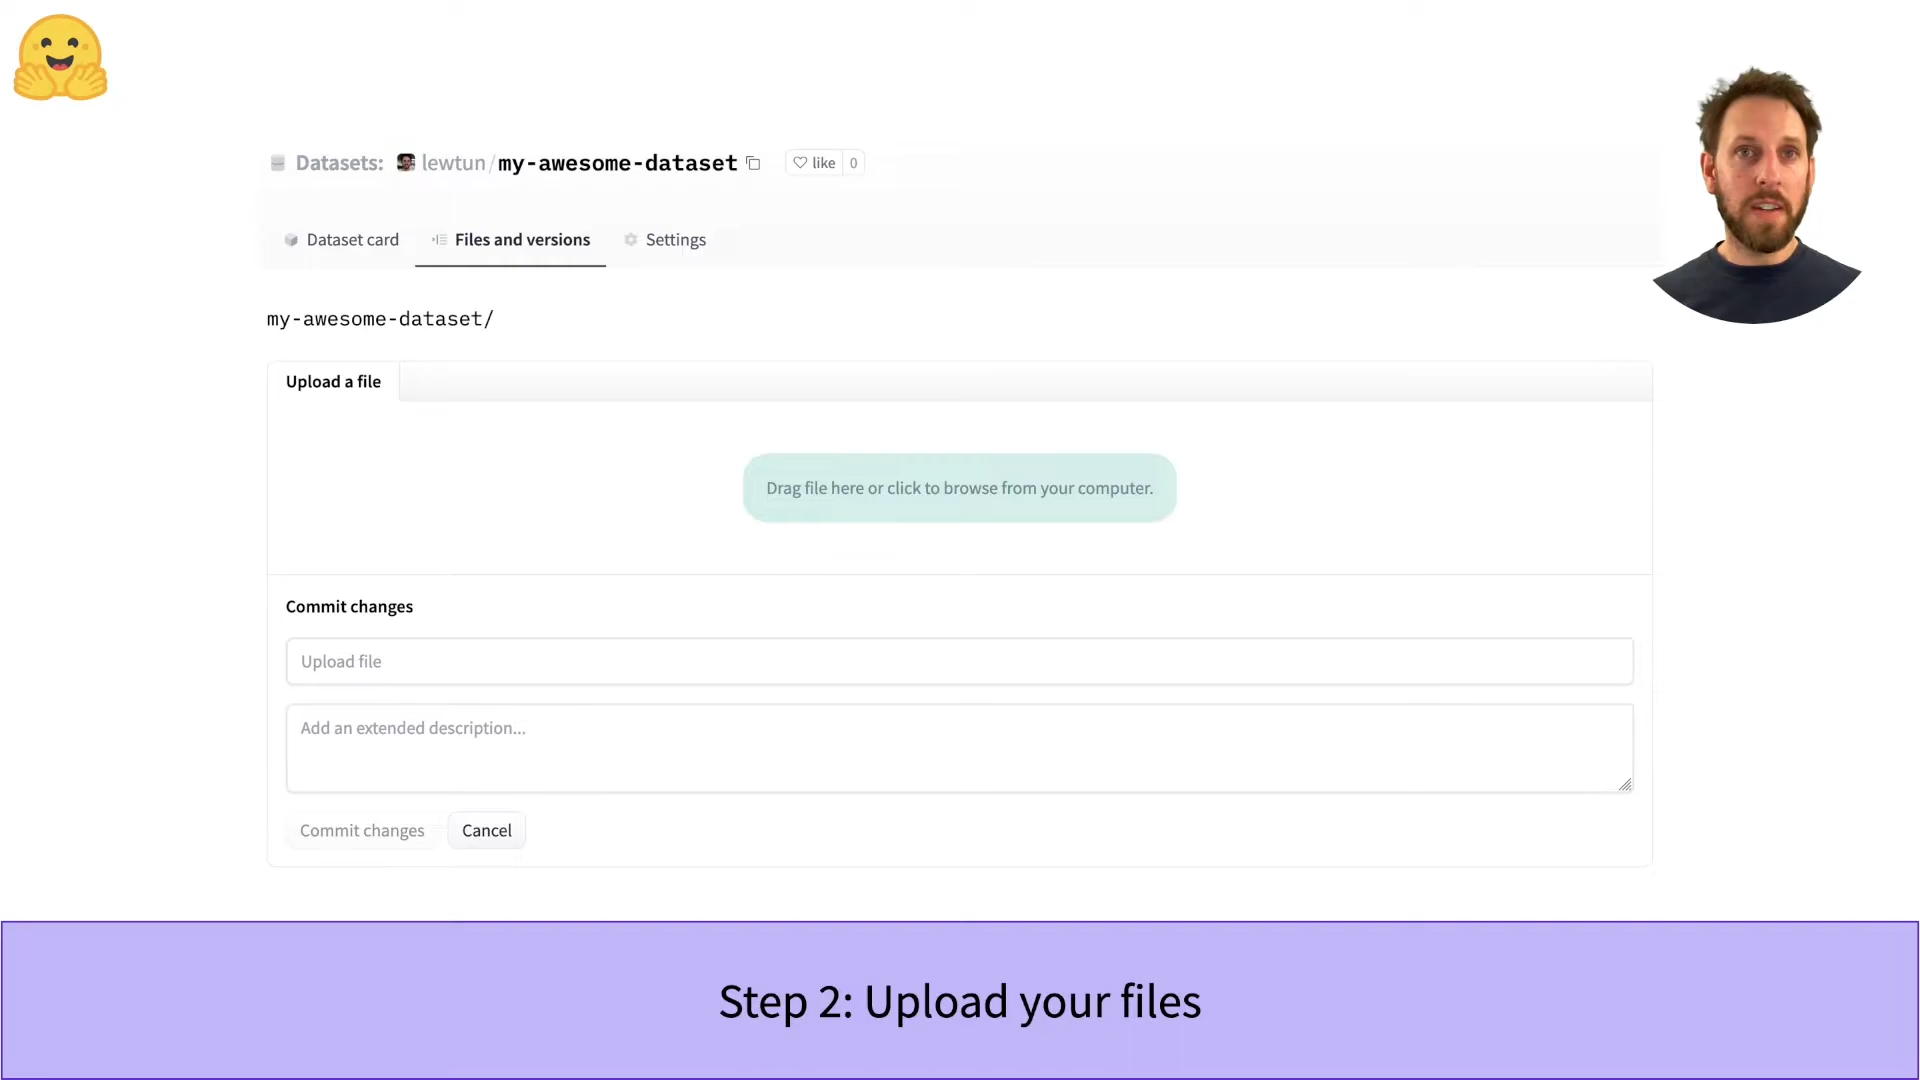 Datasets: lewtun/my-awesome-dataset like 0
Dataset card Files and versions Settings
my-awesome-dataset/
Upload a file
Drag file here or click to browse from your computer.
Commit changes
Upload file
Add an extended description...
Commit changes Cancel
Step 2: Upload your files